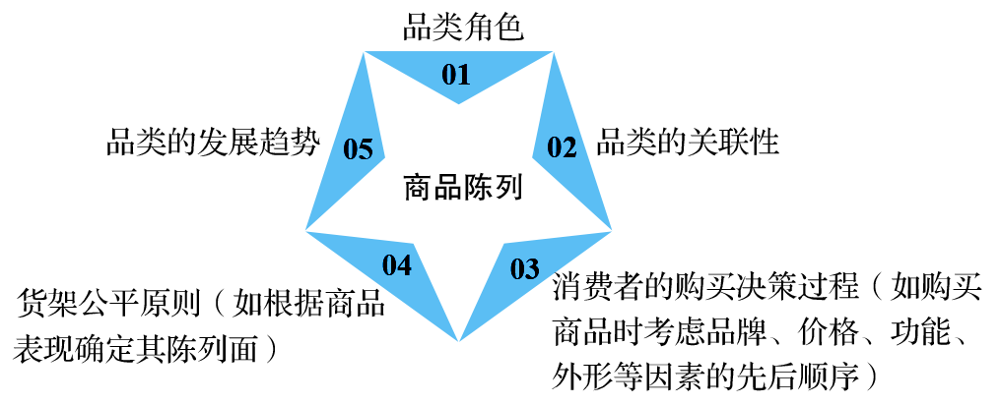 品类角色
01
品类的关联性
02
消费者的购买决策过程（如购买
商品时考虑品牌、价格、功能、
外形等因素的先后顺序）
03
货架公平原则（如根据商品
表现确定其陈列面）
04
品类的发展趋势
05
商品陈列